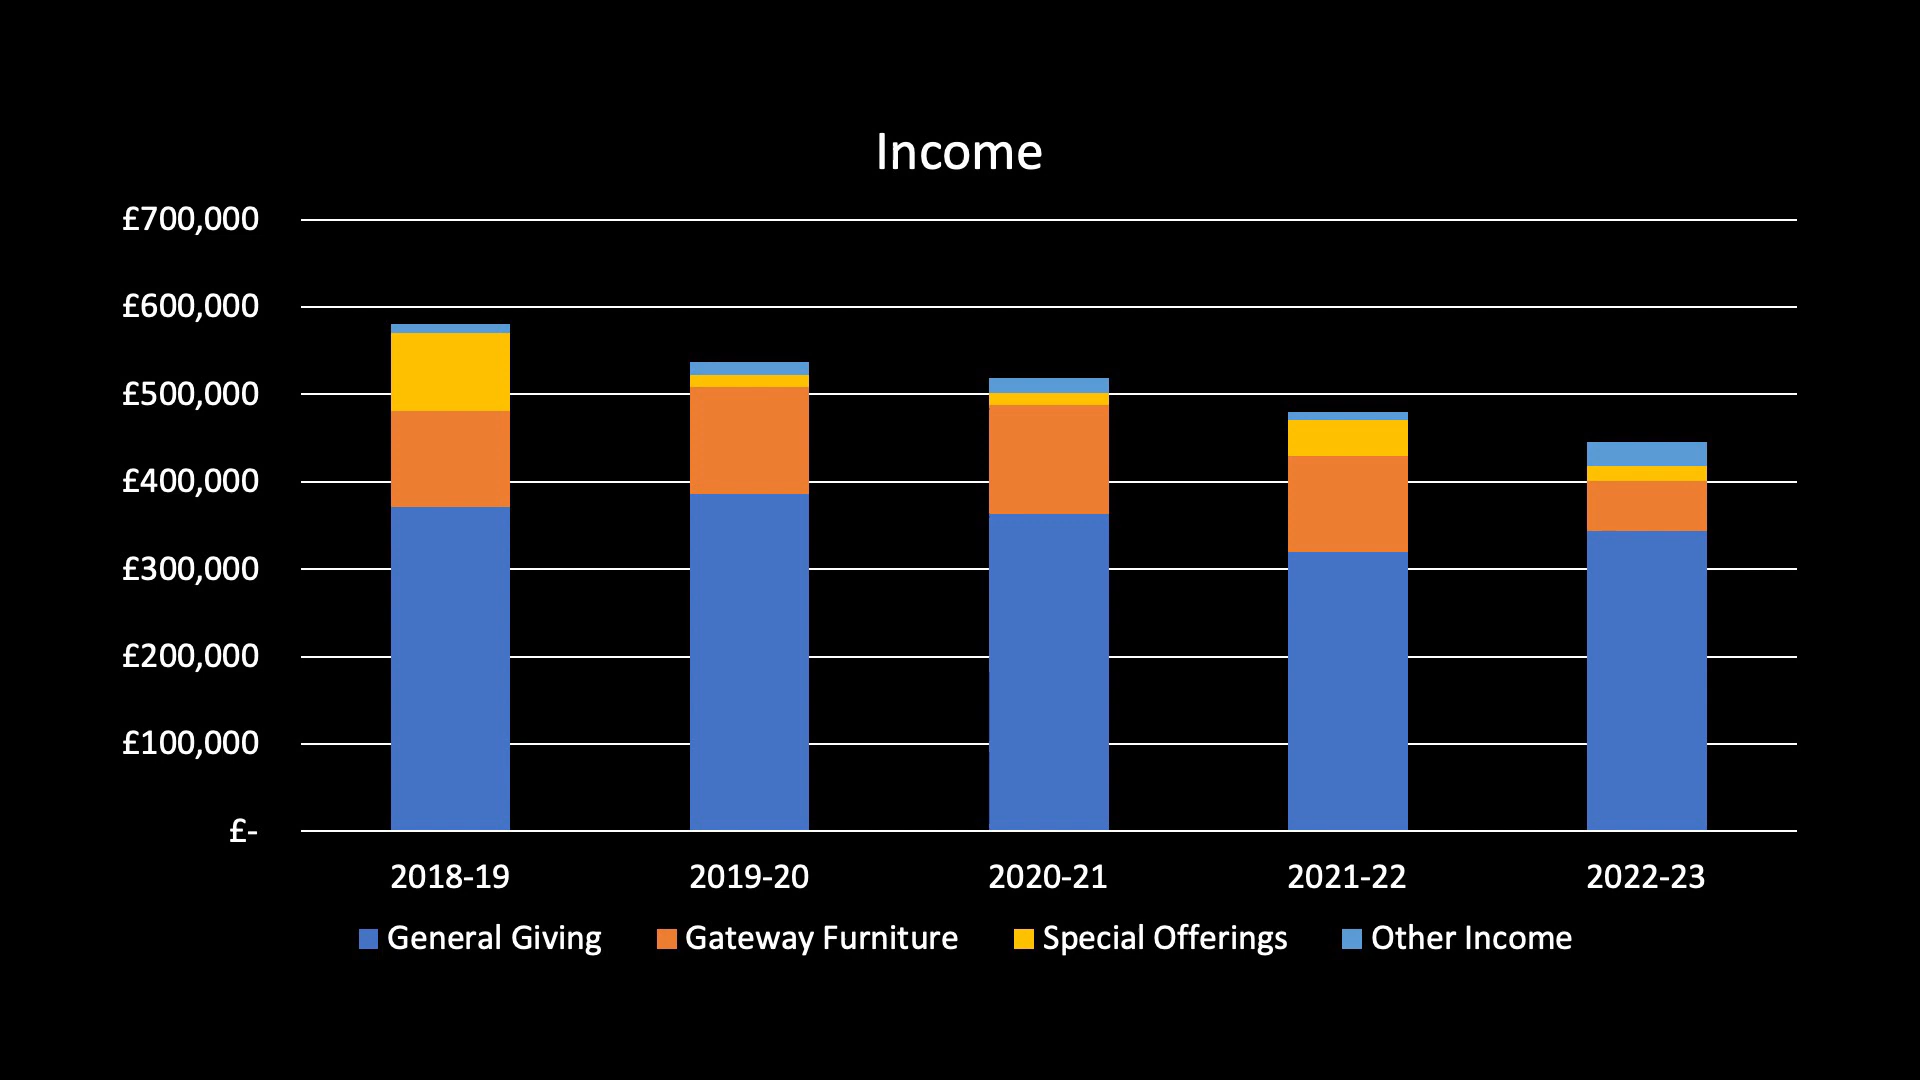 Income
£700,000
£600,000
£500,000
£400,000
£300,000
£200,000
£100,000
£-
2018-19 2019-20 2020-21 2021-22 2022-23
General Giving Gateway Furniture Special Offerings Other Income